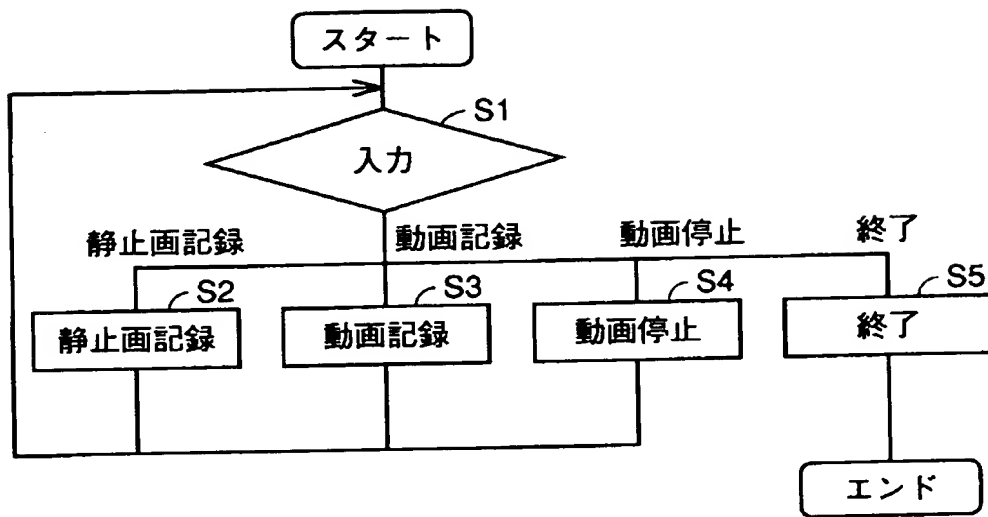 スタート
S1
入力
静止画記録
動画記録
動画停止
終了
S2
S3
S4
S5
静止画記録
動画記録
動画停止
終了
エンド